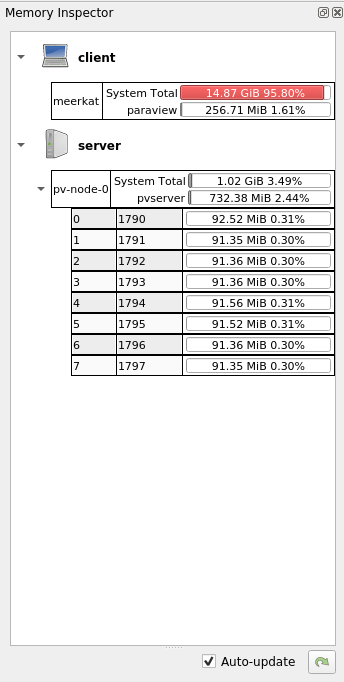 Memory Inspector
client
meerkat
System Total 14.87 GiB 95.80%
paraview 256.71 MiB 1.61%
server
pv-node-0
System Total 1.02 GiB 3.49%
pvserver 732.38 MiB 2.44%
0 1790 92.52 MiB 0.31%
1 1791 91.35 MiB 0.30%
2 1792 91.36 MiB 0.30%
3 1793 91.36 MiB 0.30%
4 1794 91.56 MiB 0.31%
5 1795 91.52 MiB 0.31%
6 1796 91.36 MiB 0.30%
7 1797 91.35 MiB 0.30%
Auto-update